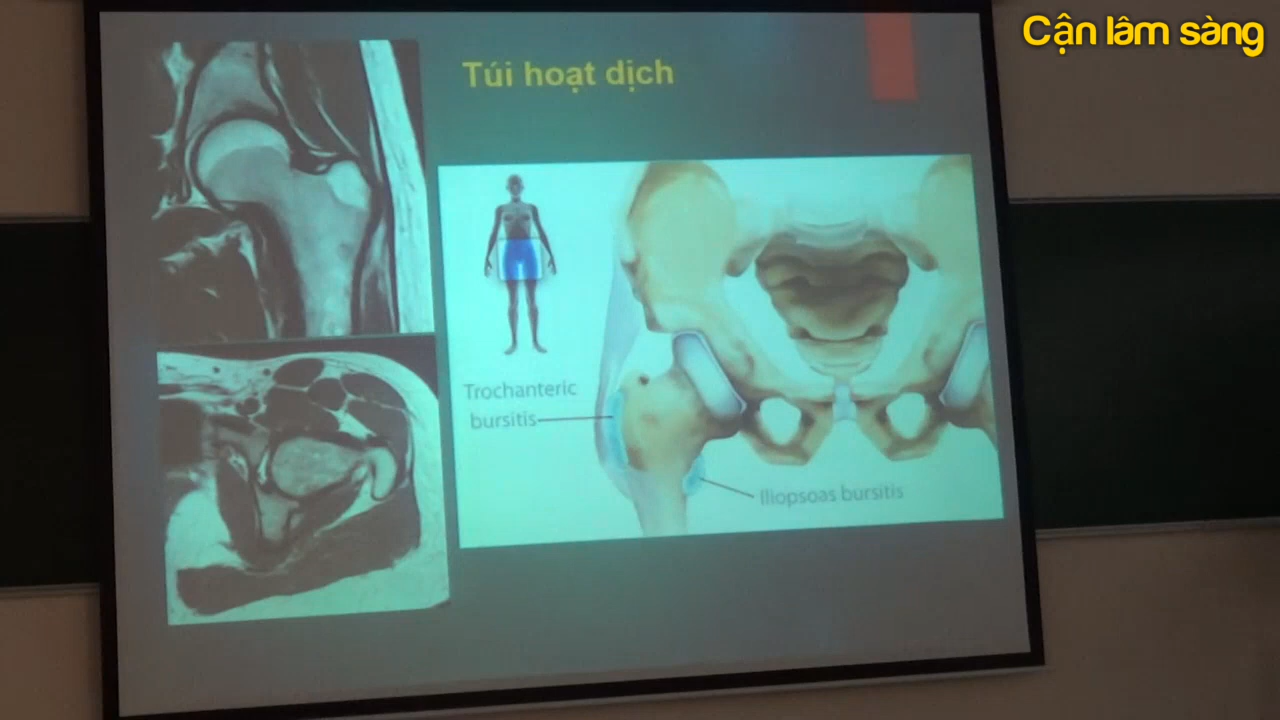 Cận lâm sàng
Túi hoạt dịch
Trochanteric
bursitis
Iliopsoas bursitis